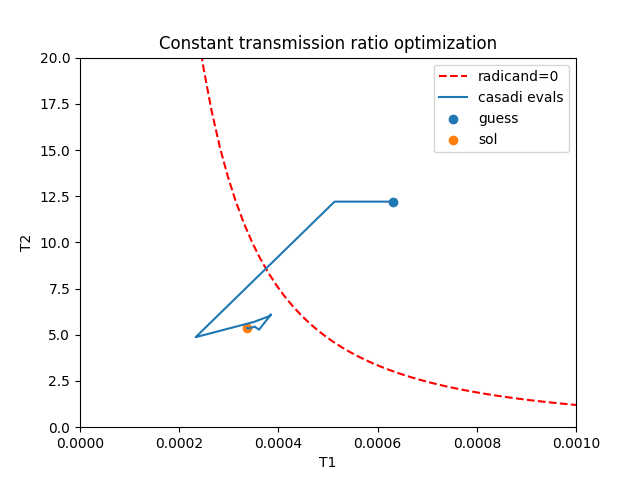 Constant transmission ratio optimization
20.0
17.5
15.0
12.5
10.0
7.5
5.0
2.5
0.0
T2
radicand=0
casadi evals
guess
sol
0.0000
0.0002
0.0004
0.0006
0.0008
0.0010
T1